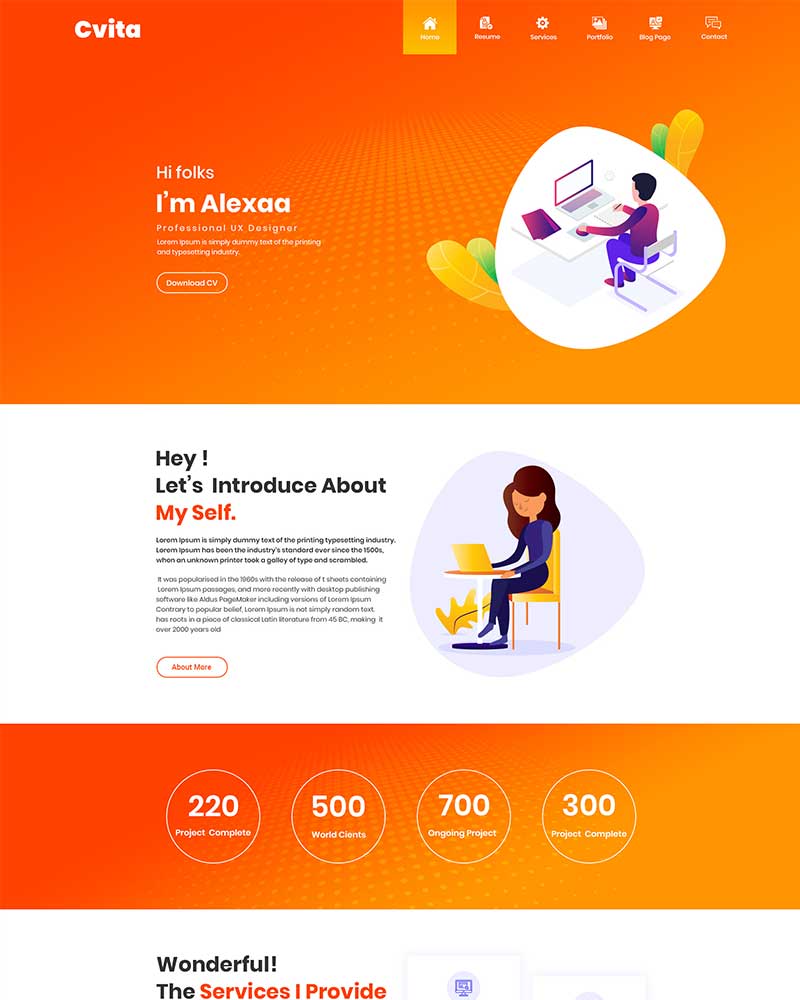 Cvita
Home
Resume
Services
Portfolio
Blog Page
Contact
Hi folks
I'm Alexaa
Professional UX Designer
Lorem Ipsum is simply dummy text of the printing
and typesetting industry.
Download CV
Hey !
Let's Introduce About
My Self.
Lorem Ipsum is simply dummy text of the printing typesetting industry.
Lorem Ipsum has been the industry's standard ever since the 1500s,
when an unknown printer took a galley of type and scrambled.
It was popularised in the 1960s with the release of t sheets containing
Lorem Ipsum passages, and more recently with desktop publishing
software like Aldus PageMaker including versions of Lorem Ipsum
Contrary to popular belief, Lorem Ipsum is not simply random text.
has roots in a piece of classical Latin literature from 45 BC, making it
over 2000 years old
About More
220
Project Complete
500
World Cients
700
Ongoing Project
300
Project Complete
Wonderful!
The Services I Provide